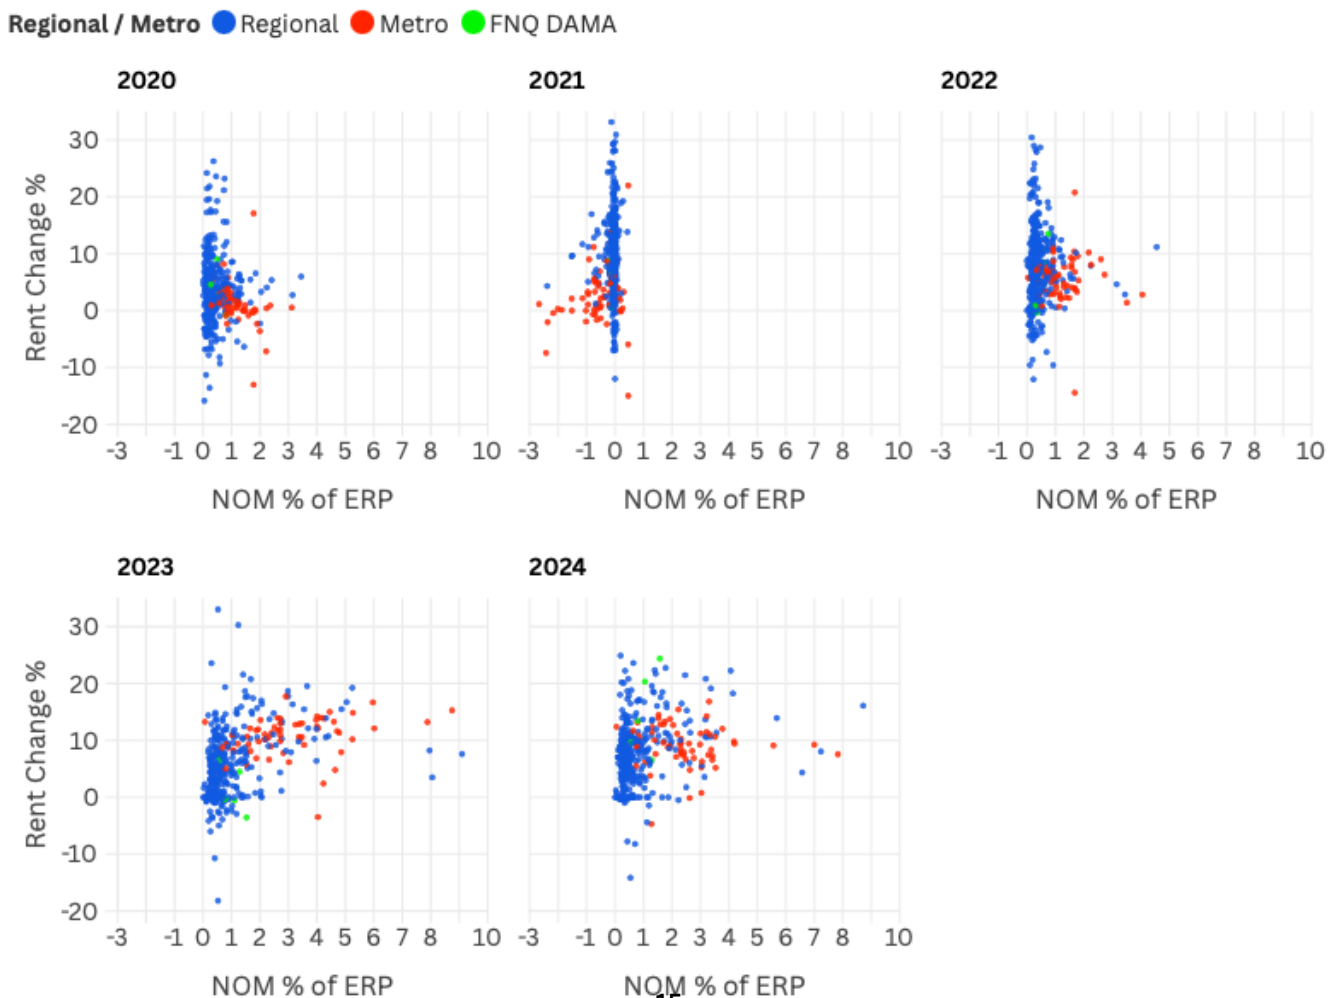 Regional / Metro Regional Metro FNQ DAMA
2020 2021 2022
30
20
10
0
-10
-20
Rent Change %
-3 -1 0 1 2 3 4 5 6 7 8 10 -3 -1 0 1 2 3 4 5 6 7 8 10 -3 -1 0 1 2 3 4 5 6 7 8 10
NOM % of ERP NOM % of ERP NOM % of ERP
2023 2024
30
20
10
0
-10
-20
Rent Change %
-3 -1 0 1 2 3 4 5 6 7 8 10 -3 -1 0 1 2 3 4 5 6 7 8 10
NOM % of ERP NOM % of ERP